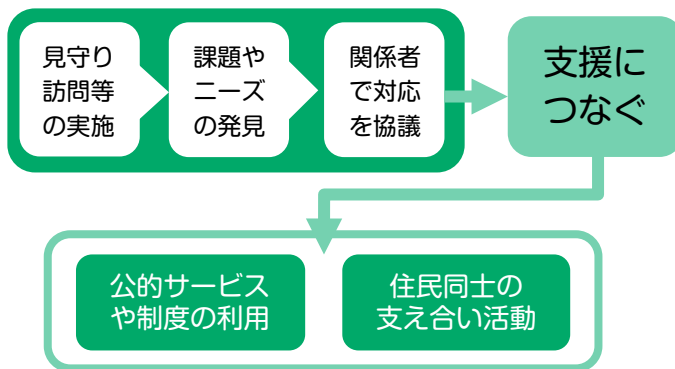 見守り
訪問等
の実施
課題や
ニーズ
の発見
関係者
で対応
を協議
支援に
つなぐ
公的サービス
や制度の利用
住民同士の
支え合い活動